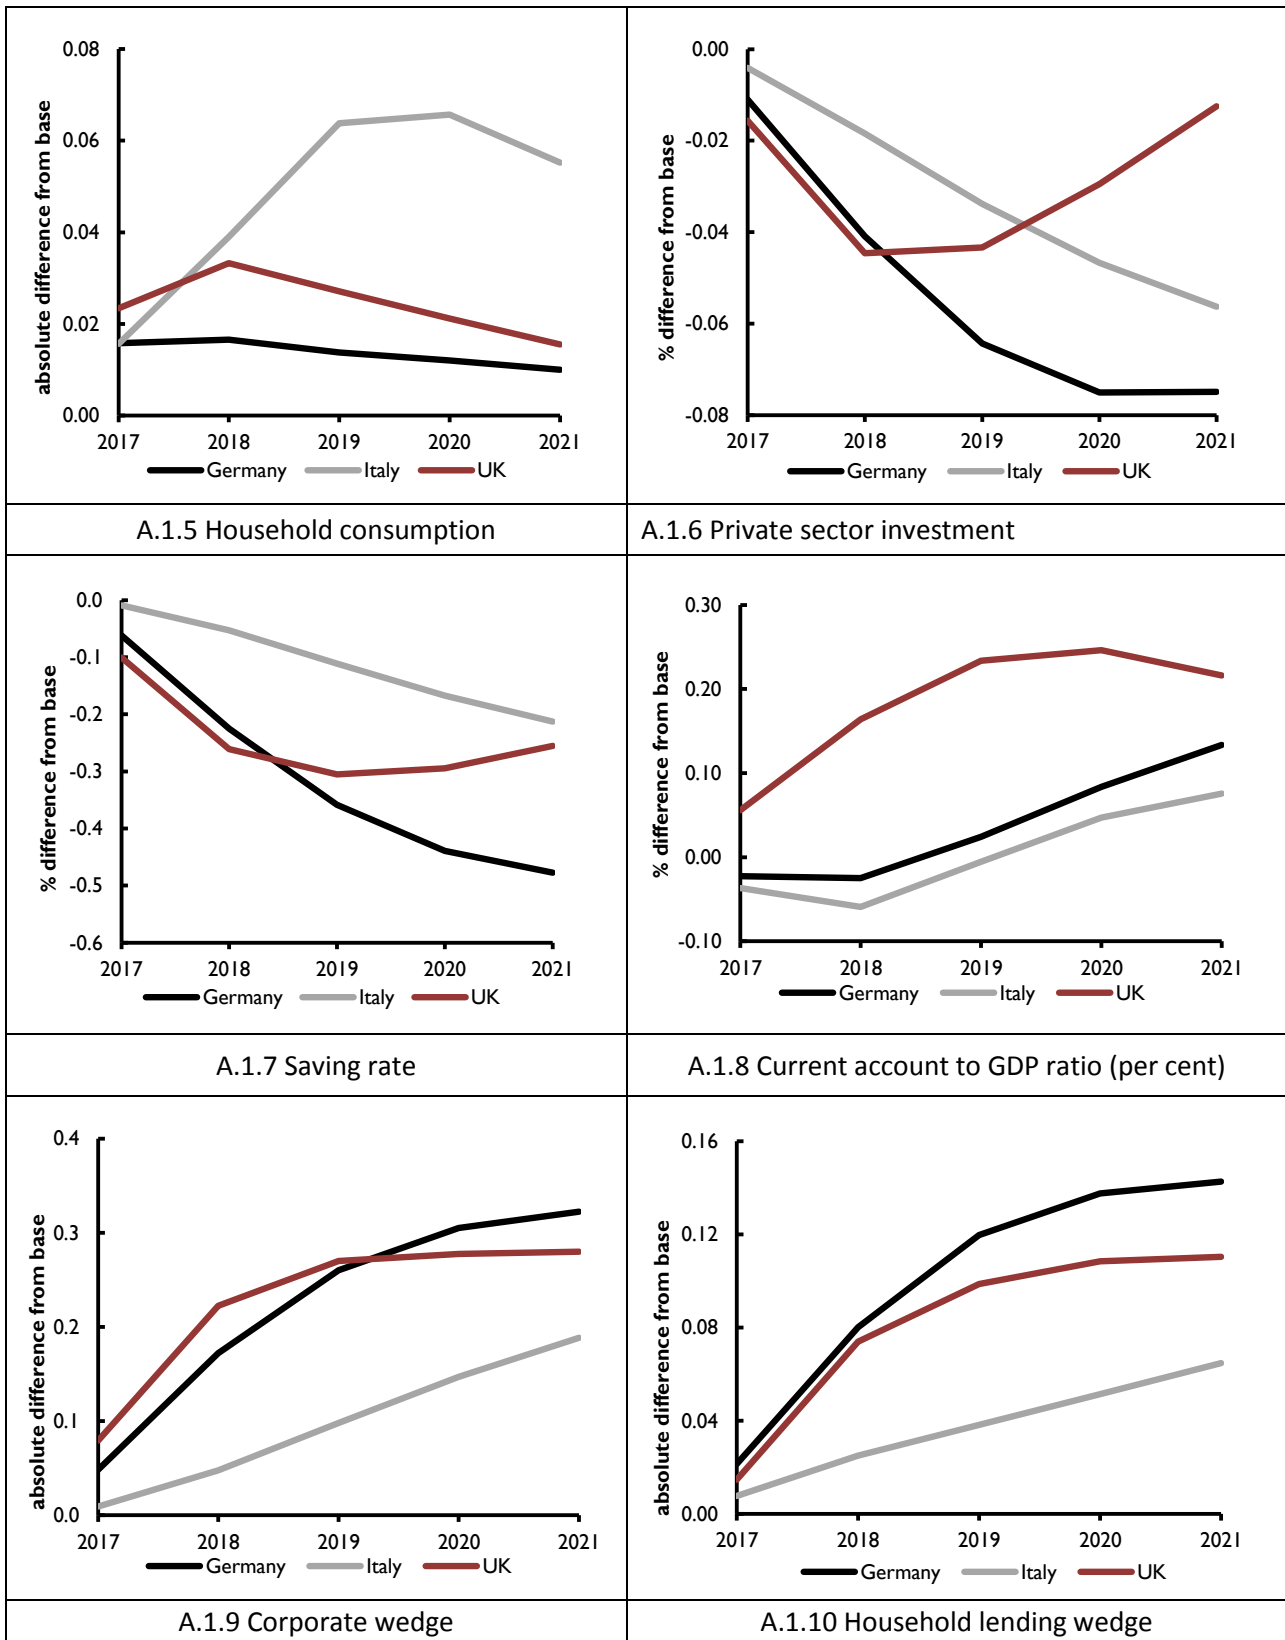 absolute difference from base
0.08
0.06
0.04
0.02
0.00
2017 2018 2019 2020 2021
Germany Italy UK
% difference from base
0.00
-0.02
-0.04
-0.06
-0.08
2017 2018 2019 2020 2021
Germany Italy UK
A.1.5 Household consumption
A.1.6 Private sector investment
% difference from base
0.0
-0.1
-0.2
-0.3
-0.4
-0.5
-0.6
2017 2018 2019 2020 2021
Germany Italy UK
% difference from base
0.30
0.20
0.10
0.00
-0.10
2017 2018 2019 2020 2021
Germany Italy UK
A.1.7 Saving rate
A.1.8 Current account to GDP ratio (per cent)
absolute difference from base
0.4
0.3
0.2
0.1
0.0
2017 2018 2019 2020 2021
Germany Italy UK
absolute difference from base
0.16
0.12
0.08
0.04
0.00
2017 2018 2019 2020 2021
Germany Italy UK
A.1.9 Corporate wedge
A.1.10 Household lending wedge